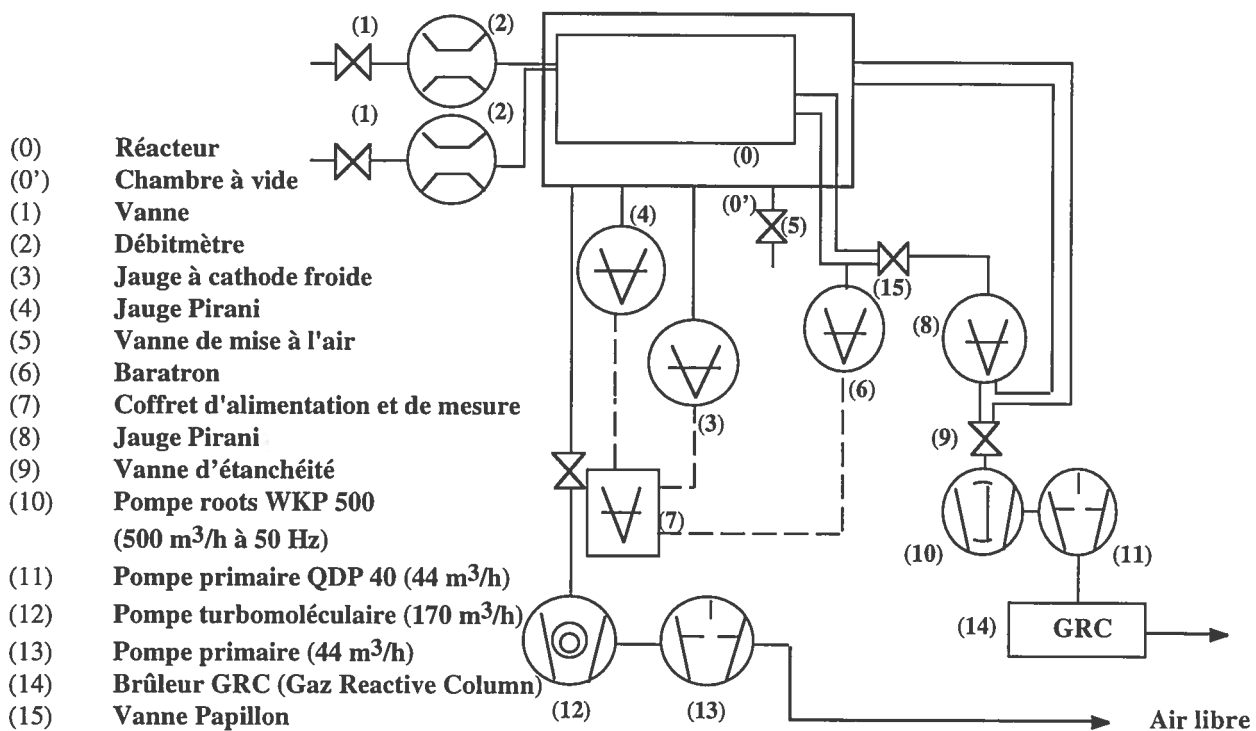 (0) Réacteur
(0') Chambre à vide
(1) Vanne
(2) Débitmètre
(3) Jauge à cathode froide
(4) Jauge Pirani
(5) Vanne de mise à l'air
(6) Baratron
(7) Coffret d'alimentation et de mesure
(8) Jauge Pirani
(9) Vanne d'étanchéité
(10) Pompe roots WKP 500
(500 m³/h à 50 Hz)
(11) Pompe primaire QDP 40 (44 m³/h)
(12) Pompe turbomoléculaire (170 m³/h)
(13) Pompe primaire (44 m³/h)
(14) Brûleur GRC (Gaz Reactive Column)
(15) Vanne Papillon
(1)
(2)
(1)
(2)
(0)
(0')
(4)
(5)
(15)
(8)
(6)
(3)
(9)
(7)
(10)
(11)
(14)
GRC
(12)
(13)
Air libre